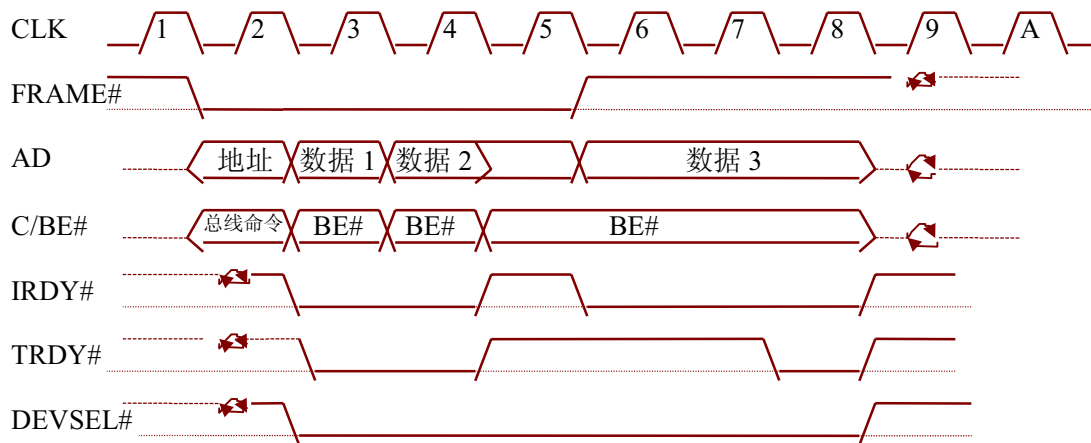 CLK 1 2 3 4 5 6 7 8 9 A
FRAME#
AD 地址 数据 1 数据 2 数据 3
C/BE# 总线命令 BE# BE# BE#
IRDY#
TRDY#
DEVSEL#